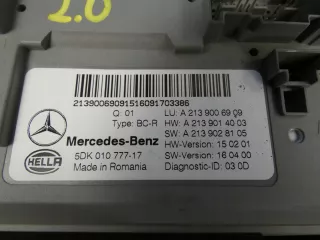 2.0
21390069091516091703386
Q: 01 LU: A 213 900 69 09
Type: BC-R HW: A 213 901 40 03
SW: A 213 902 81 05
Mercedes-Benz HW-Version: 15 02 01
HELLA 5DK 010 777-17 SW-Version: 16 04 00
Made in Romania Diagnostic-ID: 03 0D